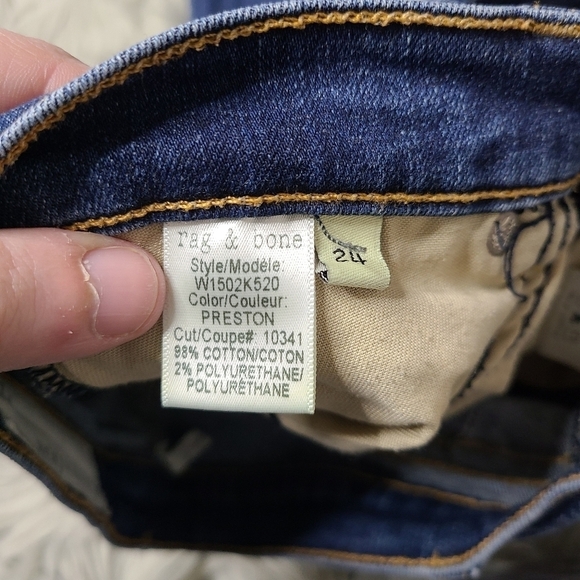 rag & bone
Style/Modèle:
W1502K520
Color/Couleur:
PRESTON
Cut/Coupe#: 10341
98% COTTON/COTON
2% POLYURETHANE/
POLYURÉTHANE
24